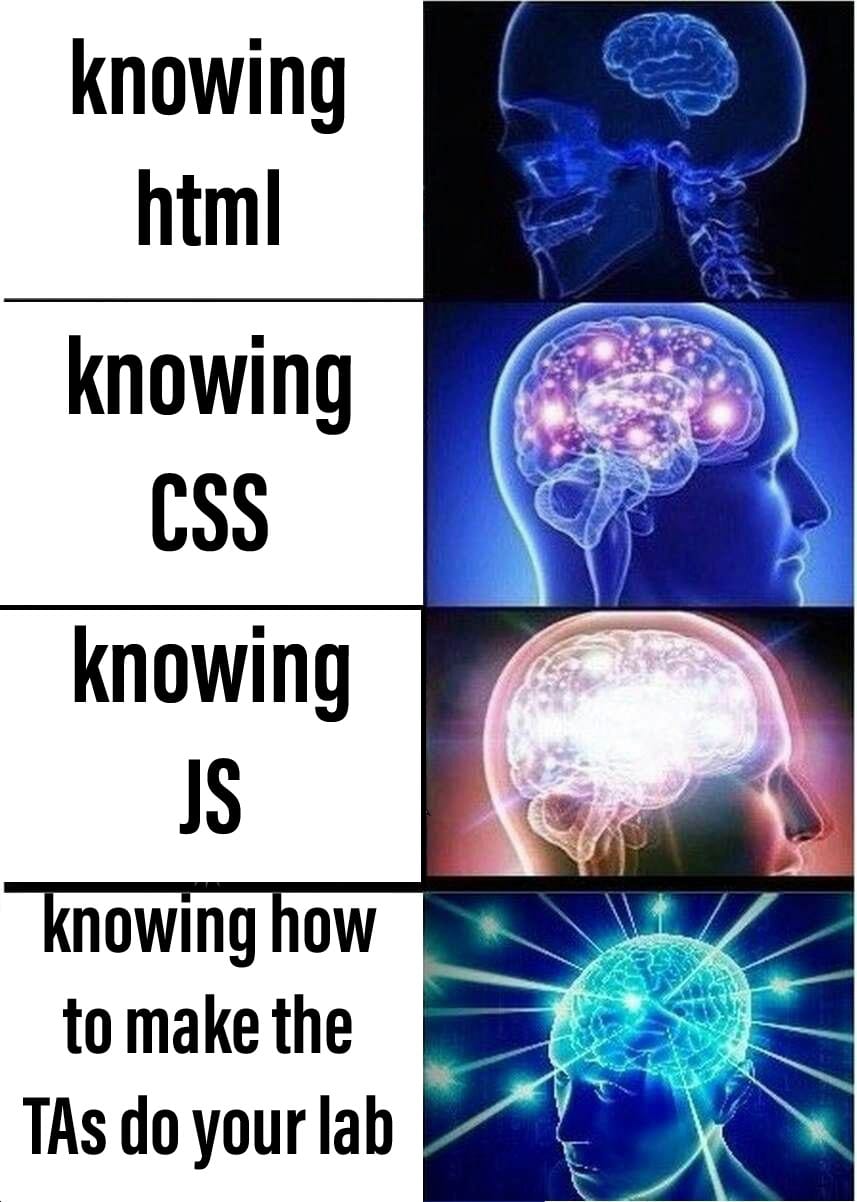 knowing
html
knowing
CSS
knowing
JS
knowing how
to make the
TAs do your lab